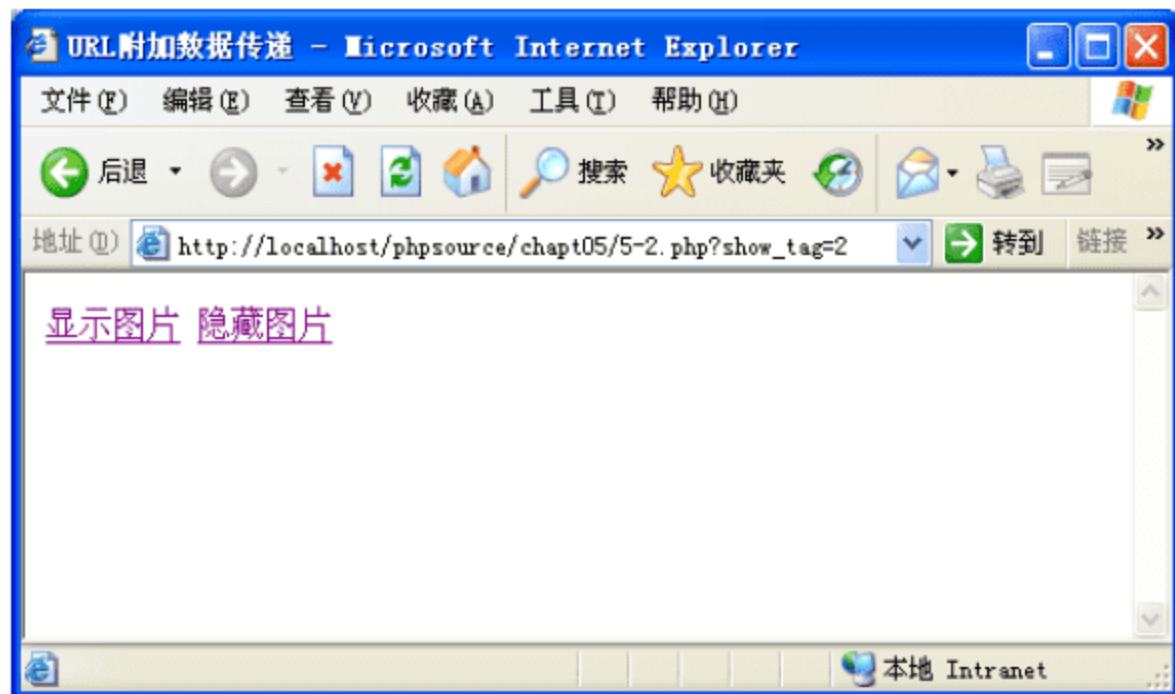 URL附加数据传递 - Microsoft Internet Explorer
文件(F) 编辑(E) 查看(V) 收藏(A) 工具(T) 帮助(H)
后退 搜索 收藏夹 »
地址(D) http://localhost/phpsource/chapt05/5-2.php?show_tag=2 转到 链接 »
显示图片 隐藏图片
本地 Intranet